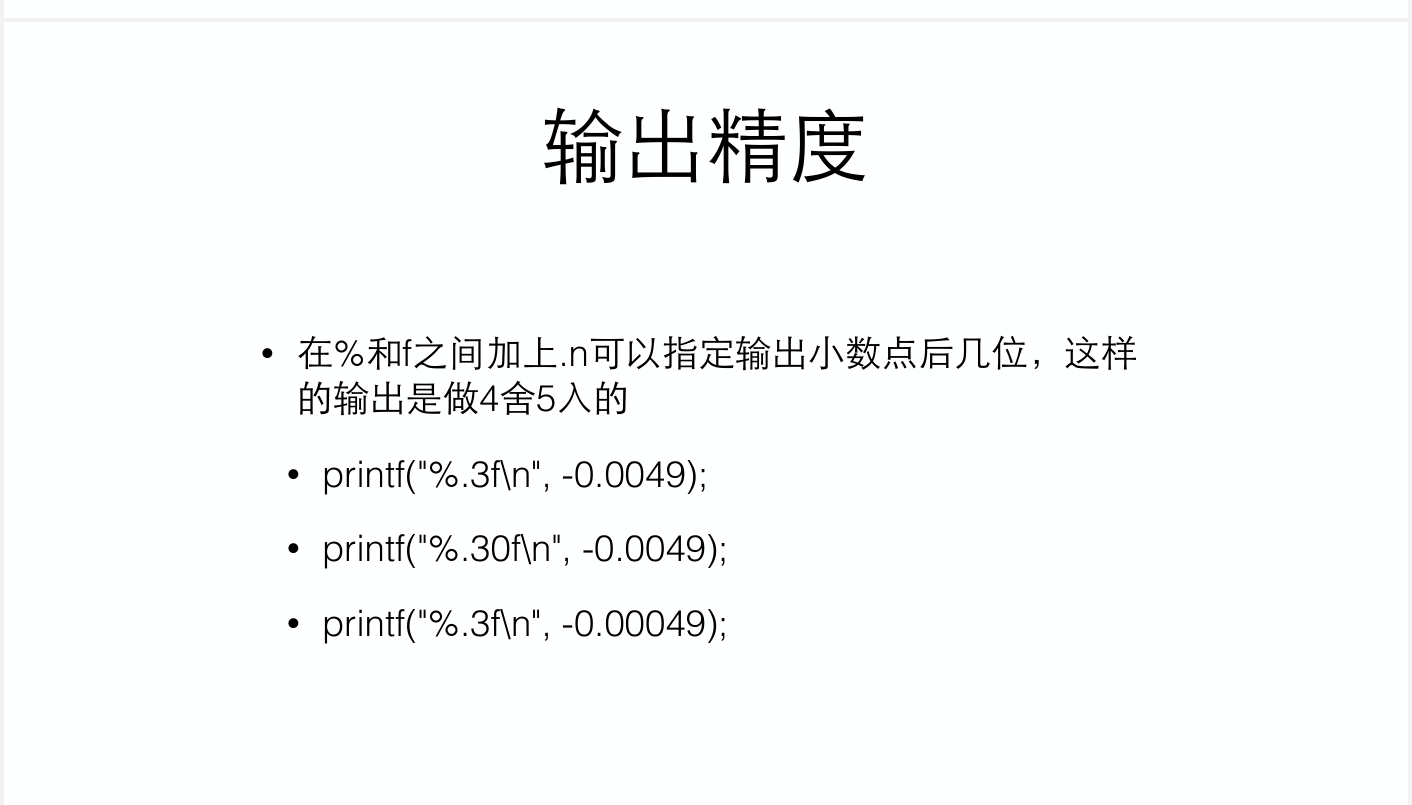 输出精度
• 在%和f之间加上.n可以指定输出小数点后几位，这样
的输出是做4舍5入的
• printf("%.3f\n", -0.0049);
• printf("%.30f\n", -0.0049);
• printf("%.3f\n", -0.00049);